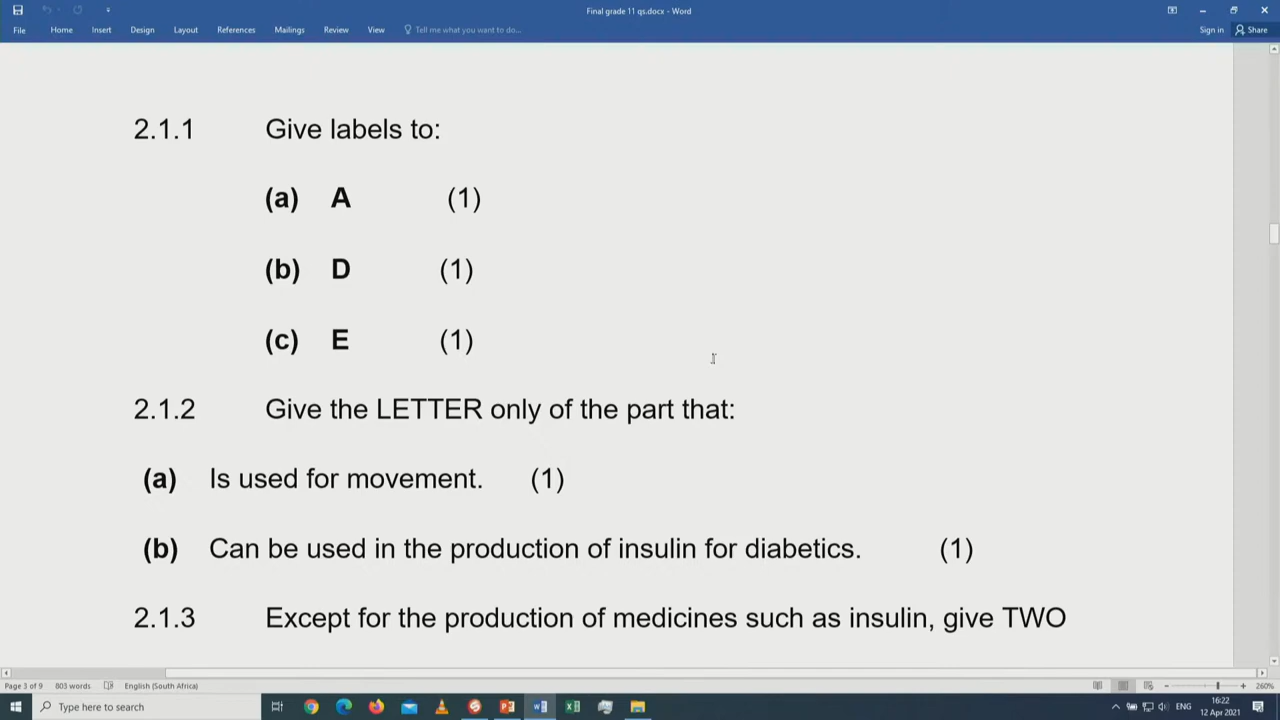 Final grade 11 qs.docx - Word
File Home Insert Design Layout References Mailings Review View Tell me what you want to do... Sign in Share
2.1.1 Give labels to:
(a) A (1)
(b) D (1)
(c) E (1)
2.1.2 Give the LETTER only of the part that:
(a) Is used for movement. (1)
(b) Can be used in the production of insulin for diabetics. (1)
2.1.3 Except for the production of medicines such as insulin, give TWO
Page 3 of 9 803 words English (South Africa) 260%
Type here to search ENG 16:22
12 Apr 2021